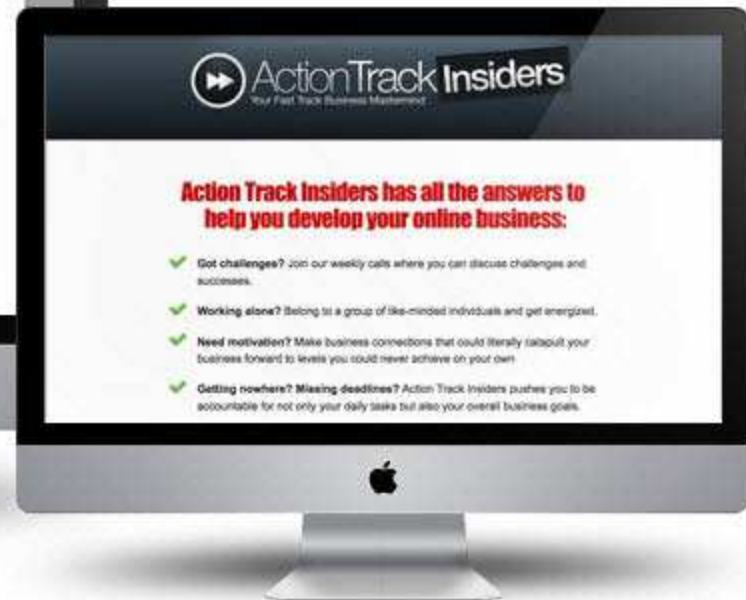 ActionTrack Insiders
Your Fast Track Business Mastermind
Action Track Insiders has all the answers to
help you develop your online business:
Got challenges? Join our weekly calls where you can discuss challenges and
successes.
Working alone? Belong to a group of like-minded individuals and get energized.
Need motivation? Make business connections that could literally catapult your
business forward to levels you could never achieve on your own
Getting nowhere? Missing deadlines? Action Track Insiders pushes you to be
accountable for not only your daily tasks but also your overall business goals.